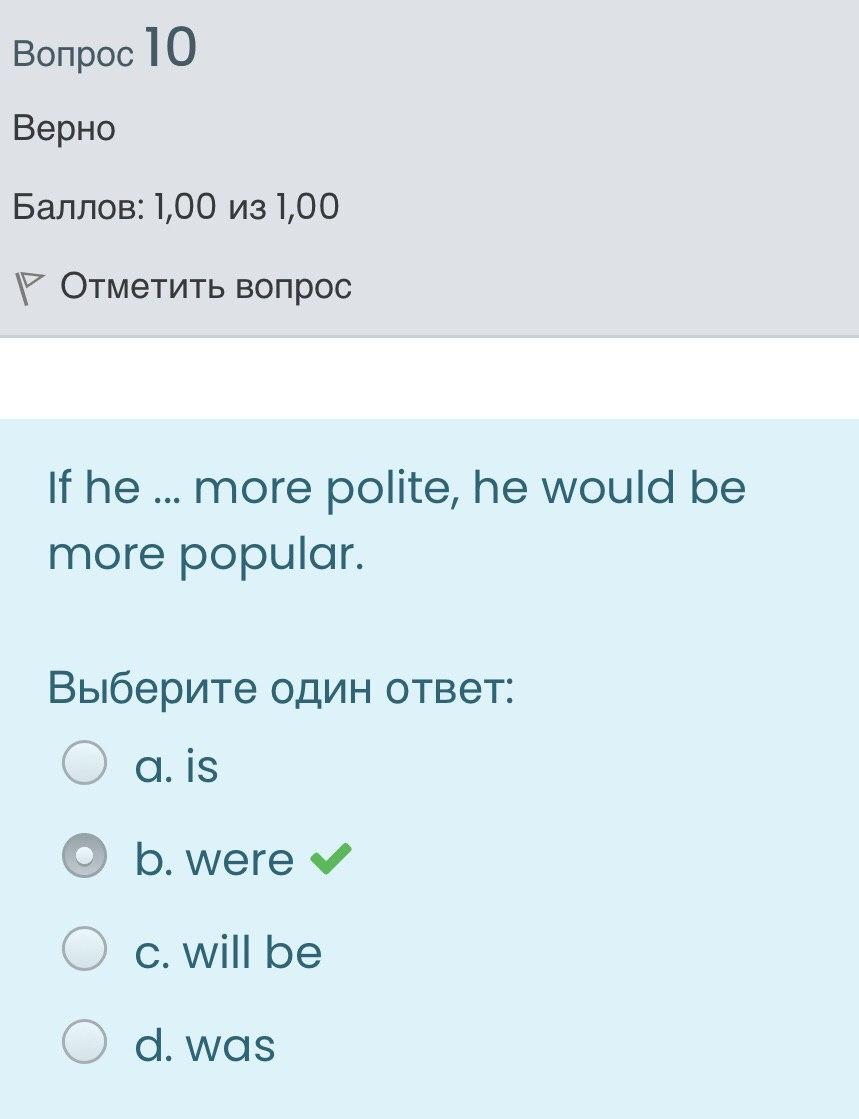 Вопрос 10
Верно
Баллов: 1,00 из 1,00
Отметить вопрос
If he ... more polite, he would be
more popular.
Выберите один ответ:
a. is
b. were
c. will be
d. was